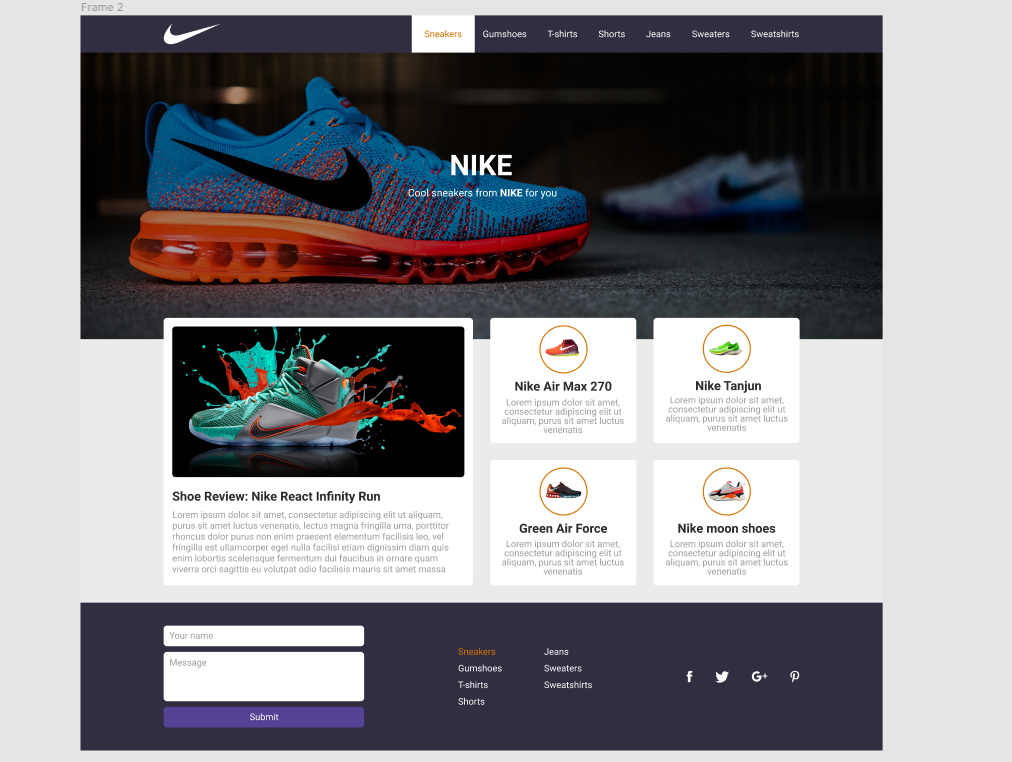 Frame 2
Sneakers Gumshoes T-shirts Shorts Jeans Sweaters Sweatshirts
NIKE
Cool sneakers from NIKE for you
Shoe Review: Nike React Infinity Run
Lorem ipsum dolor sit amet, consectetur adipiscing elit ut aliquam,
purus sit amet luctus venenatis, lectus magna fringilla urna, porttitor
rhoncus dolor purus non enim praesent elementum facilisis leo, vel
fringilla est ullamcorper eget nulla facilisi etiam dignissim diam quis
enim lobortis scelerisque fermentum dui faucibus in ornare quam
viverra orci sagittis eu volutpat odio facilisis mauris sit amet massa
Nike Air Max 270
Lorem ipsum dolor sit amet,
consectetur adipiscing elit ut
aliquam, purus sit amet luctus
venenatis
Nike Tanjun
Lorem ipsum dolor sit amet,
consectetur adipiscing elit ut
aliquam, purus sit amet luctus
venenatis
Green Air Force
Lorem ipsum dolor sit amet,
consectetur adipiscing elit ut
aliquam, purus sit amet luctus
venenatis
Nike moon shoes
Lorem ipsum dolor sit amet,
consectetur adipiscing elit ut
aliquam, purus sit amet luctus
venenatis
Your name
Message
Submit
Sneakers
Gumshoes
T-shirts
Shorts
Jeans
Sweaters
Sweatshirts